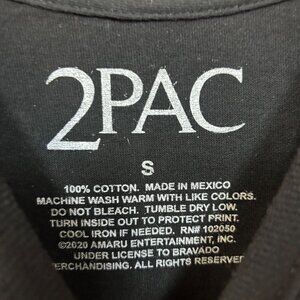 2PAC
S
100% COTTON. MADE IN MEXICO
MACHINE WASH WARM WITH LIKE COLORS.
DO NOT BLEACH. TUMBLE DRY LOW.
TURN INSIDE OUT TO PROTECT PRINT.
COOL IRON IF NEEDED. RN# 102050
©2020 AMARU ENTERTAINMENT, INC.
UNDER LICENSE TO BRAVADO
ERCHANDISING. ALL RIGHTS